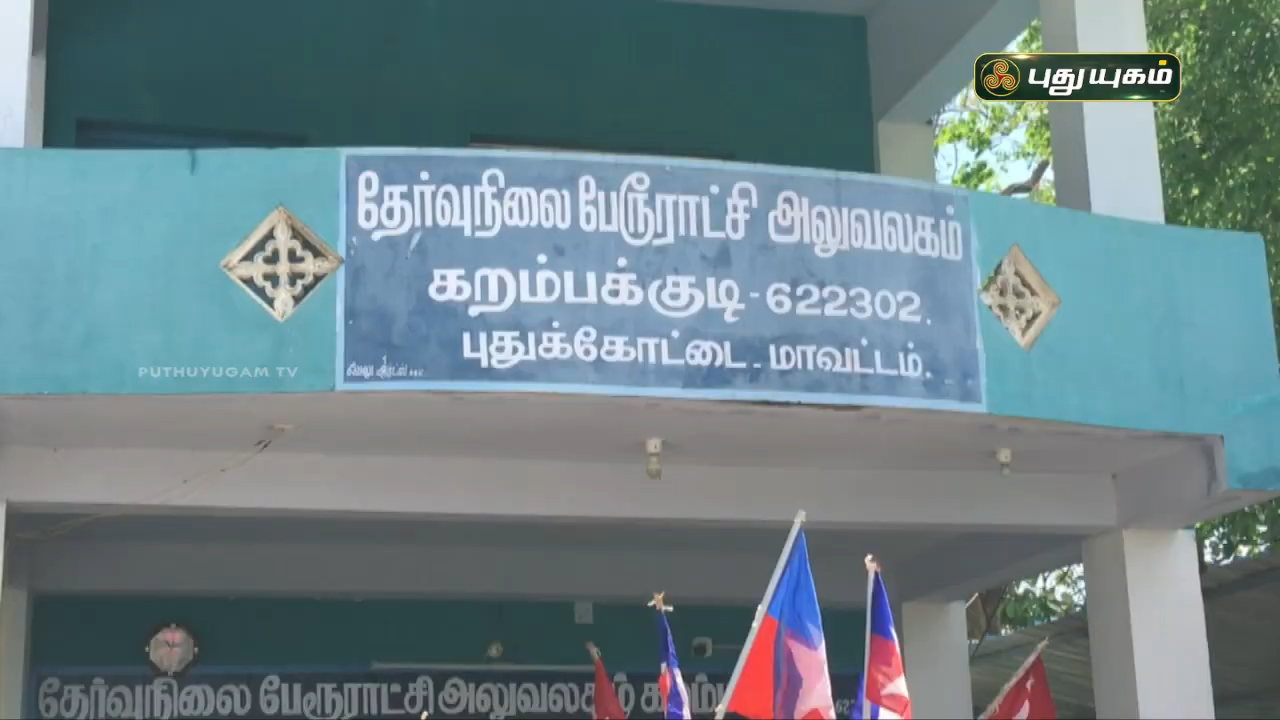 புதுயுகம்
தேர்வுநிலை பேரூராட்சி அலுவலகம்
கறம்பக்குடி - 622302.
புதுக்கோட்டை - மாவட்டம்.
PUTHUYUGAM TV
தேர்வுநிலை பேரூராட்சி அலுவலகம்